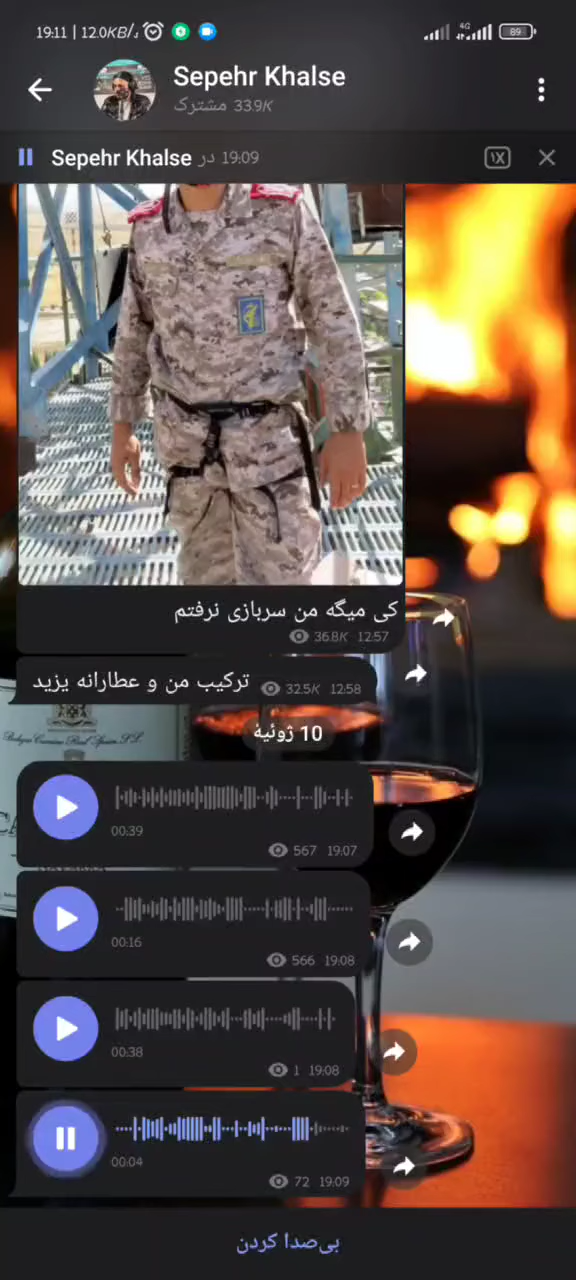 19:11 | 12.0KB/د
4G
89
Sepehr Khalse
33.9K مشترک
Sepehr Khalse در 19:09
1X
کی میگه من سربازی نرفتم
36.8K 12:57
ترکیب من و عطارانه یزید
32.5K 12:58
10 ژوئیهٔ
00:39
567 19:07
00:16
566 19:08
00:38
1 19:08
00:04
72 19:09
بی‌صدا کردن